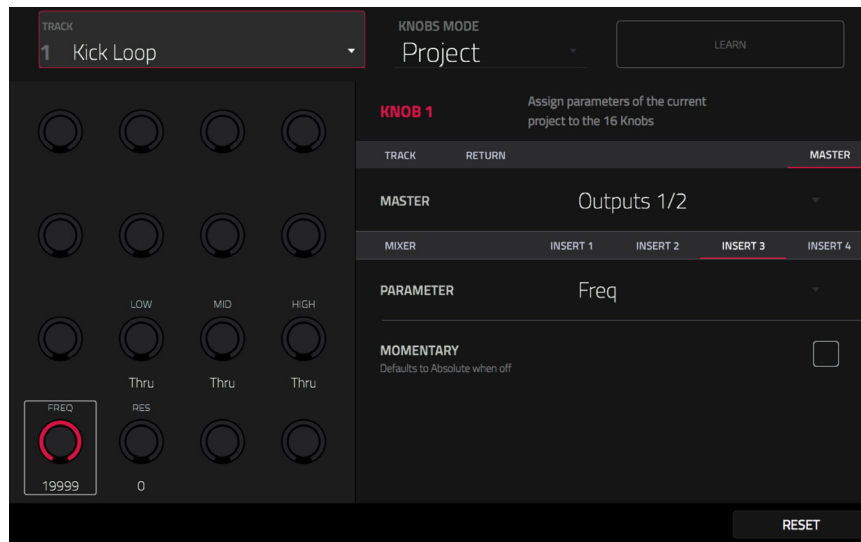 TRACK
1 Kick Loop
KNOBS MODE
Project
LEARN
KNOB 1
Assign parameters of the current
project to the 16 Knobs
TRACK RETURN MASTER
MASTER Outputs 1/2
MIXER INSERT 1 INSERT 2 INSERT 3 INSERT 4
PARAMETER Freq
MOMENTARY
Defaults to Absolute when off
LOW MID HIGH
Thru Thru Thru
FREQ RES
19999 0
RESET